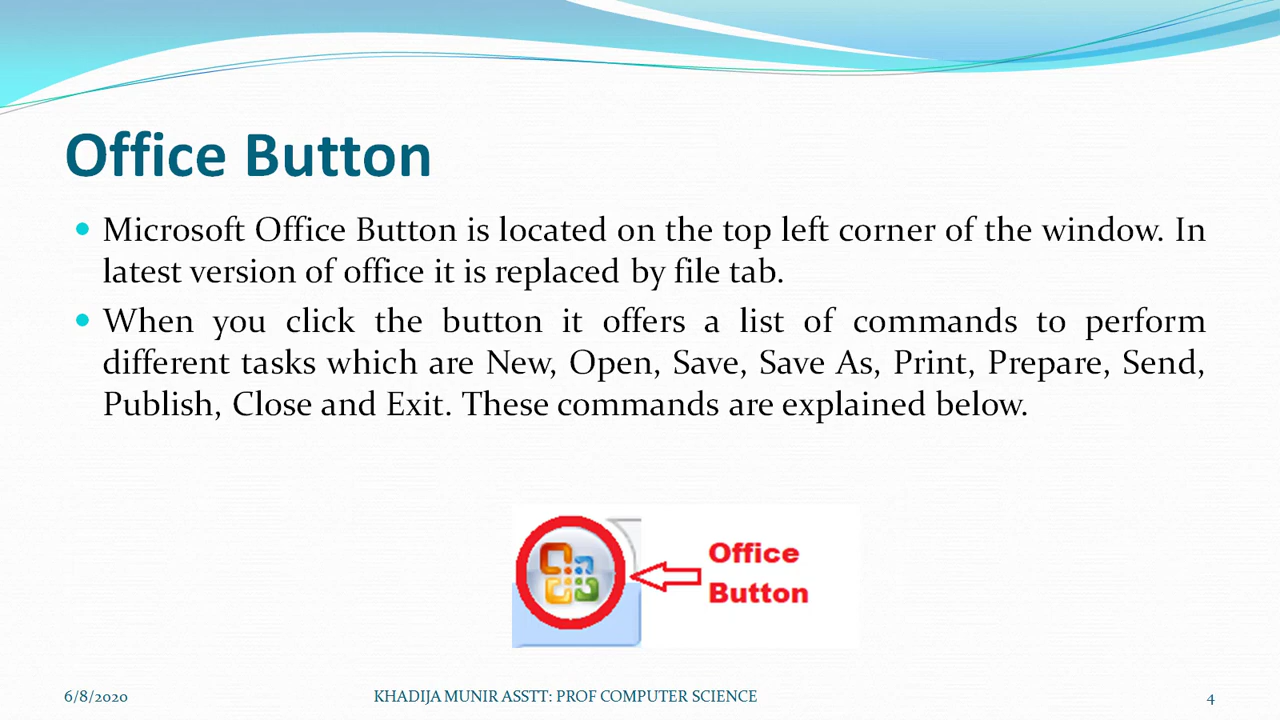 Office Button
• Microsoft Office Button is located on the top left corner of the window. In
latest version of office it is replaced by file tab.
• When you click the button it offers a list of commands to perform
different tasks which are New, Open, Save, Save As, Print, Prepare, Send,
Publish, Close and Exit. These commands are explained below.
Office
Button
6/8/2020 KHADIJA MUNIR ASSTT: PROF COMPUTER SCIENCE 4